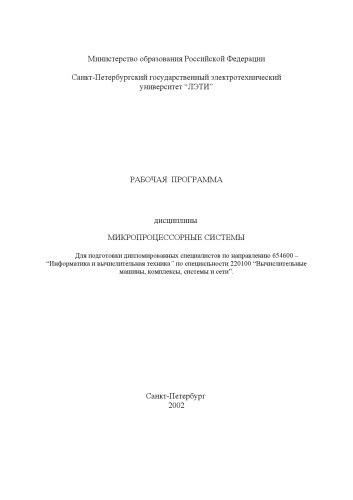 Министерство образования Российской Федерации
Санкт-Петербургский государственный электротехнический
университет “ЛЭТИ”
РАБОЧАЯ ПРОГРАММА
дисциплины
МИКРОПРОЦЕССОРНЫЕ СИСТЕМЫ
Для подготовки дипломированных специалистов по направлению 654600 –
“Информатика и вычислительная техника” по специальности 220100 “Вычислительные
машины, комплексы, системы и сети”.
Санкт-Петербург
2002